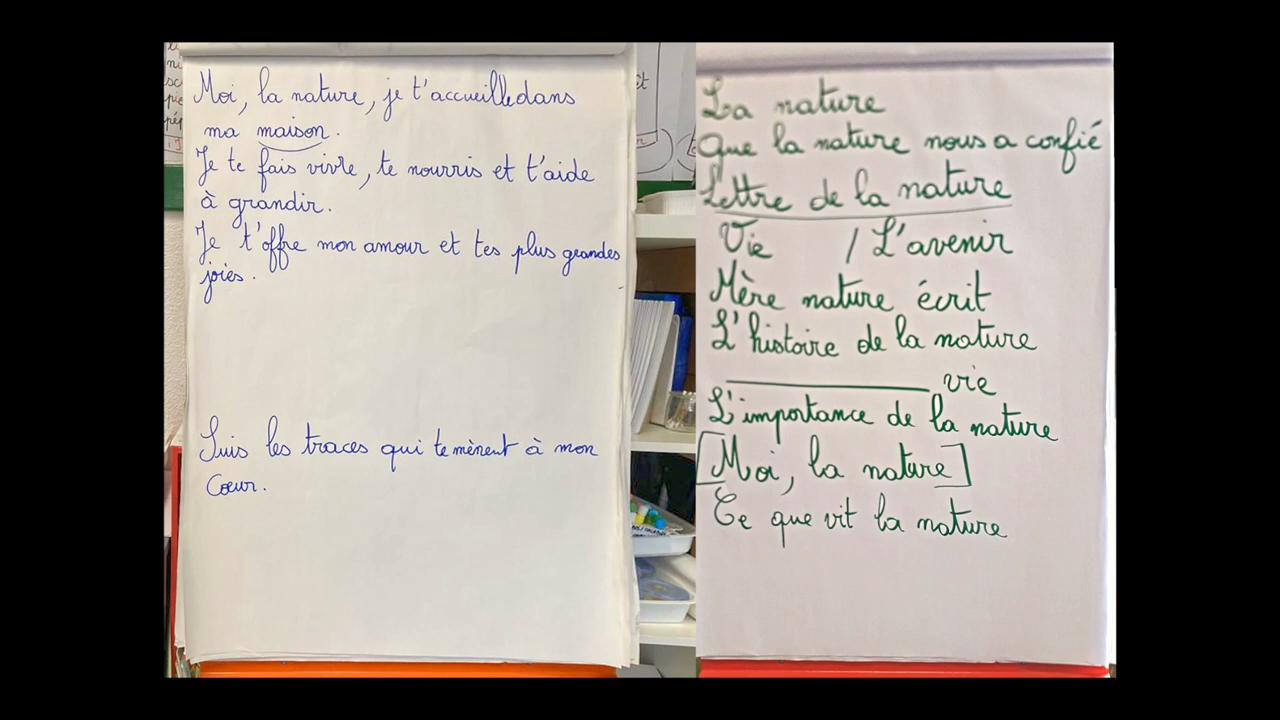 Moi, la nature, je t'accueille dans
ma maison.
Je te fais vivre, te nourris et t'aide
à grandir.
Je t'offre mon amour et tes plus grandes
joies.
Suis les traces qui te mènent à mon
Cœur.
La nature
Que la nature nous a confié
Lettre de la nature
Vie / L'avenir
Mère nature écrit
L'histoire de la nature
vie
L'importance de la nature
[Moi, la nature]
Ce que vit la nature